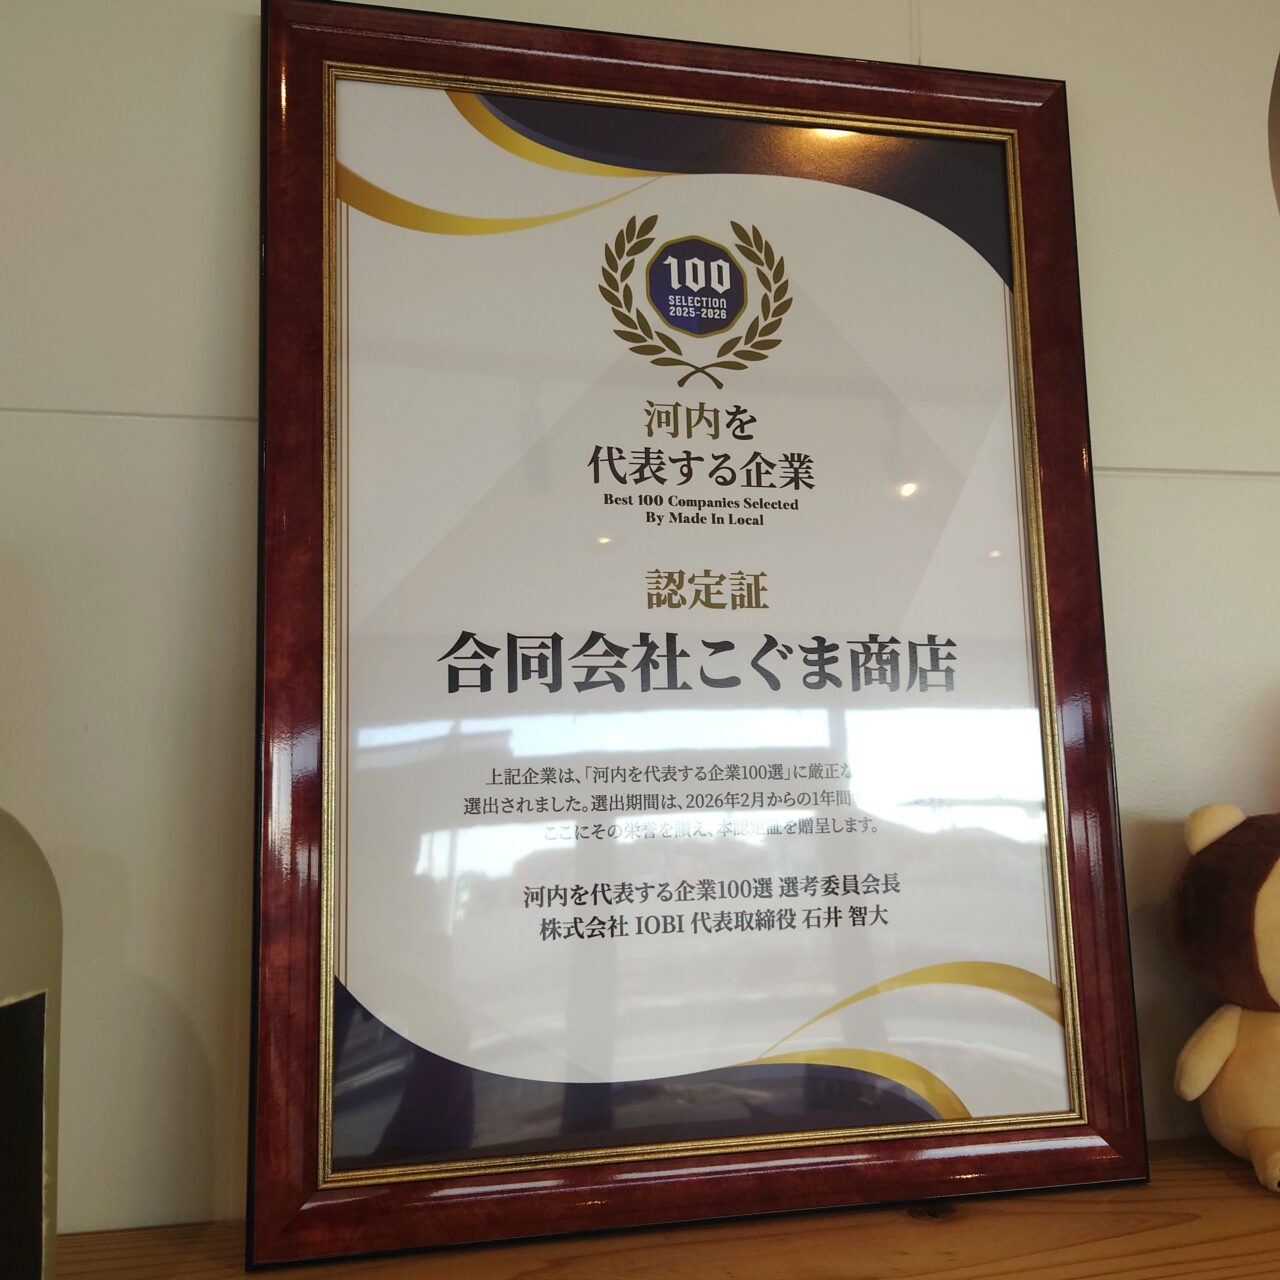 100
SELECTION
2025-2026
河内を
代表する企業
Best 100 Companies Selected
By Made In Local
認定証
合同会社こぐま商店
上記企業は、「河内を代表する企業100選」に厳正な
選出されました。選出期間は、2026年2月からの1年間
ここにその栄誉を讃え、本認定証を贈呈します。
河内を代表する企業100選 選考委員会長
株式会社 IOBI 代表取締役 石井 智大